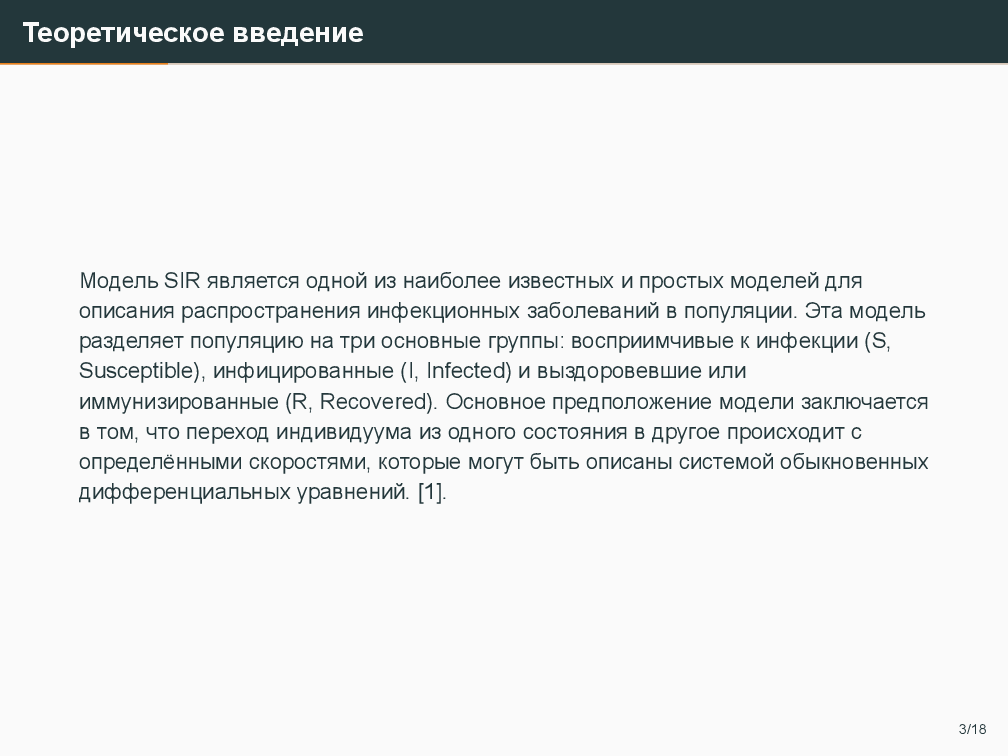 Теоретическое введение
Модель SIR является одной из наиболее известных и простых моделей для
описания распространения инфекционных заболеваний в популяции. Эта модель
разделяет популяцию на три основные группы: восприимчивые к инфекции (S,
Susceptible), инфицированные (I, Infected) и выздоровевшие или
иммунизированные (R, Recovered). Основное предположение модели заключается
в том, что переход индивидуума из одного состояния в другое происходит с
определёнными скоростями, которые могут быть описаны системой обыкновенных
дифференциальных уравнений. [1].
3/18